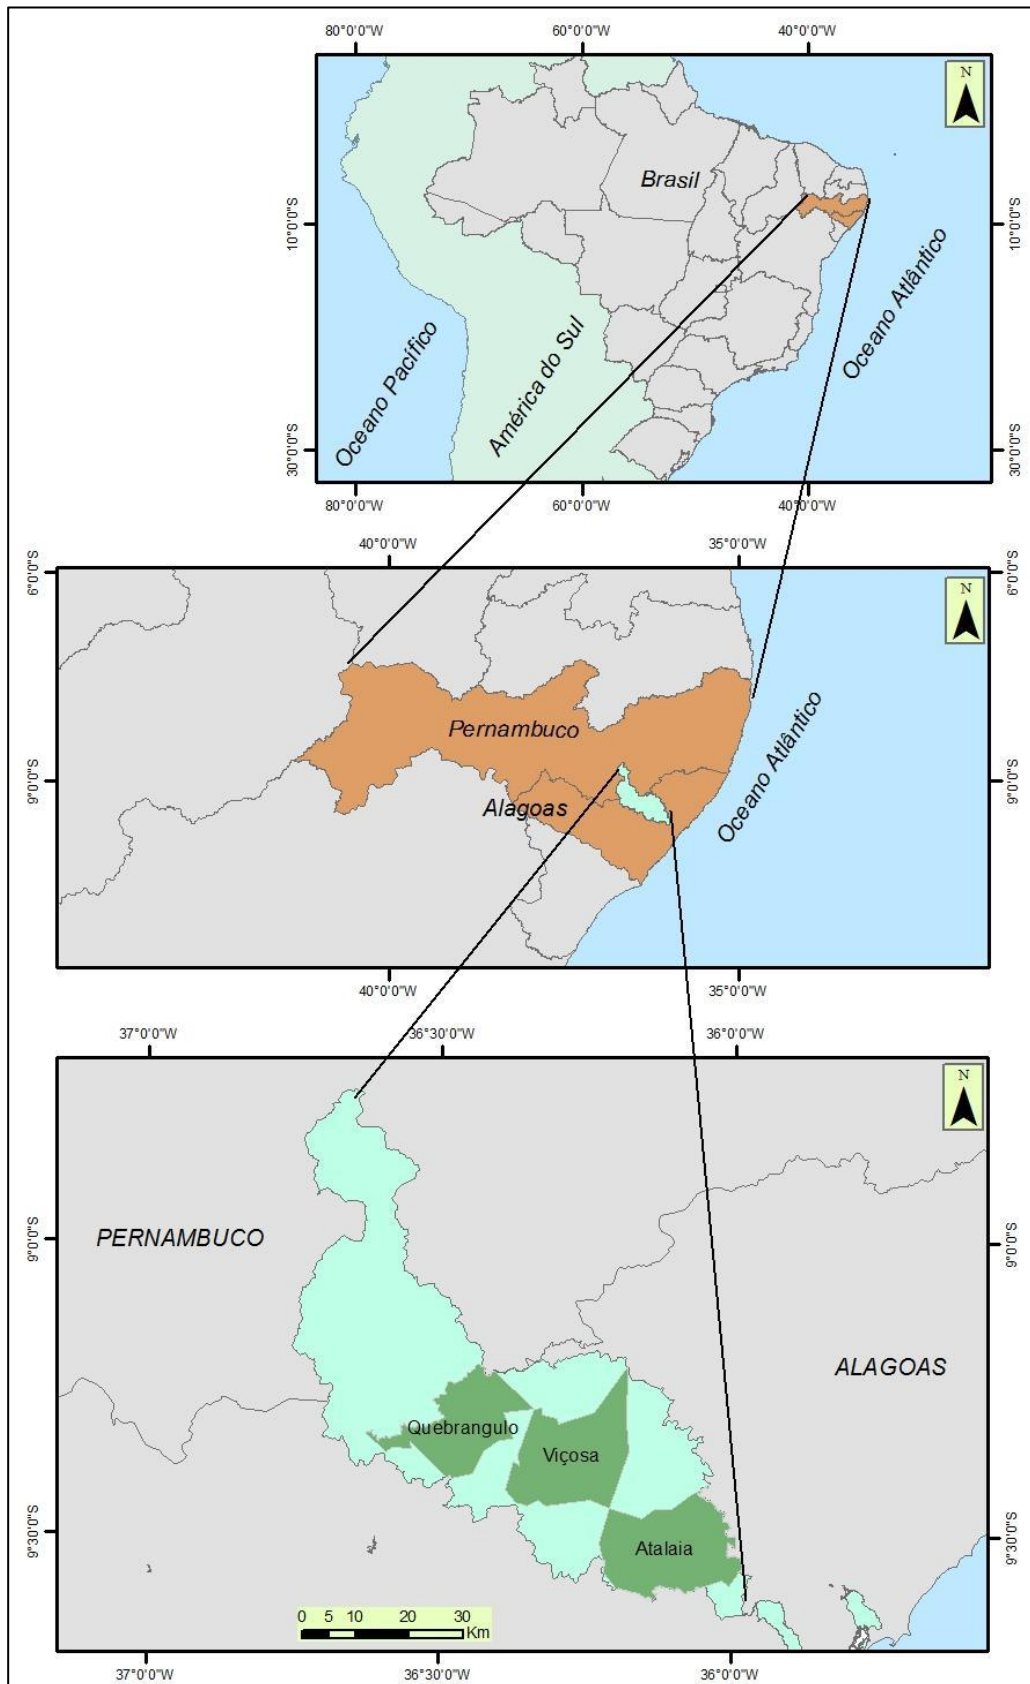 80°0'0"W 60°0'0"W 40°0'0"W
N
Brasil
10°0'0"S 10°0'0"S
Oceano Pacífico
América do Sul
Oceano Atlântico
30°0'0"S 30°0'0"S
80°0'0"W 60°0'0"W 40°0'0"W
40°0'0"W 35°0'0"W
6°0'0"S 6°0'0"S
N
Pernambuco
9°0'0"S 9°0'0"S
Alagoas
Oceano Atlântico
40°0'0"W 35°0'0"W
37°0'0"W 36°30'0"W 36°0'0"W
N
PERNAMBUCO
9°0'0"S 9°0'0"S
ALAGOAS
Quebrangulo
Viçosa
9°30'0"S 9°30'0"S
Atalaia
0 5 10 20 30
Km
37°0'0"W 36°30'0"W 36°0'0"W